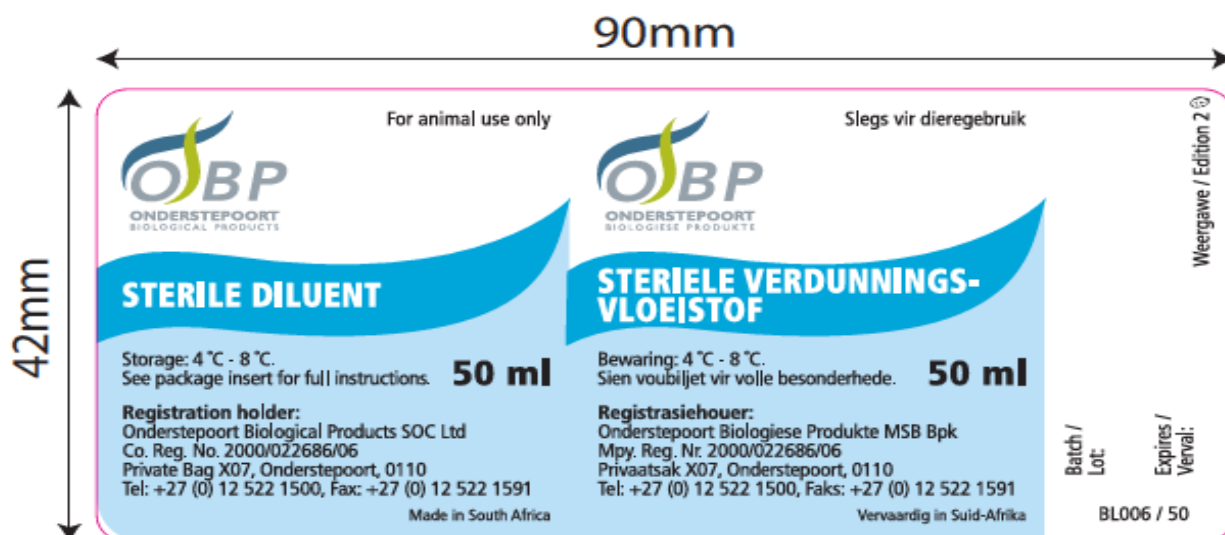 90mm
42mm
For animal use only
OBP
ONDERSTEPOORT
BIOLOGICAL PRODUCTS
STERILE DILUENT
Storage: 4 °C - 8 °C.
See package insert for full instructions.
50 ml
Registration holder:
Onderstepoort Biological Products SOC Ltd
Co. Reg. No. 2000/022686/06
Private Bag X07, Onderstepoort, 0110
Tel: +27 (0) 12 522 1500, Fax: +27 (0) 12 522 1591
Made in South Africa
Slegs vir dieregebruik
OBP
ONDERSTEPOORT
BIOLOGIESE PRODUKTE
STERIELE VERDUNNINGS-
VLOEISTOF
Bewaring: 4 °C - 8 °C.
Sien voubiljet vir volle besonderhede.
50 ml
Registrasiehouer:
Onderstepoort Biologiese Produkte MSB Bpk
Mpy. Reg. Nr. 2000/022686/06
Privaatsak X07, Onderstepoort, 0110
Tel: +27 (0) 12 522 1500, Faks: +27 (0) 12 522 1591
Vervaardig in Suid-Afrika
Weergawe / Edition 2
Batch /
Lot:
Expires /
Verval:
BL006 / 50